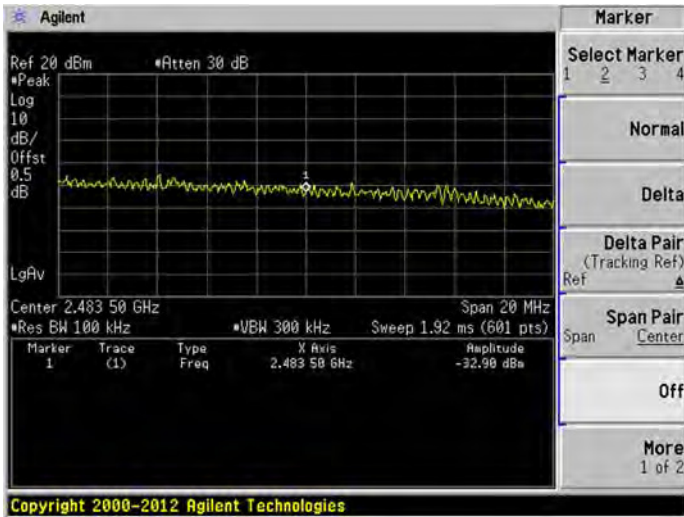 Agilent
Marker
Ref 20 dBm *Atten 30 dB
Select Marker
1 2 3 4
*Peak
Log
10
dB/
Offst
0.5
dB
1
Normal
Delta
Delta Pair
(Tracking Ref)
Ref Δ
LgAv
Center 2.483 50 GHz Span 20 MHz
*Res BW 100 kHz *VBW 300 kHz Sweep 1.92 ms (601 pts)
Span Pair
Span Center
Marker Trace Type X Axis Amplitude
1 (1) Freq 2.483 50 GHz -32.90 dBm
Off
More
1 of 2
Copyright 2000-2012 Agilent Technologies